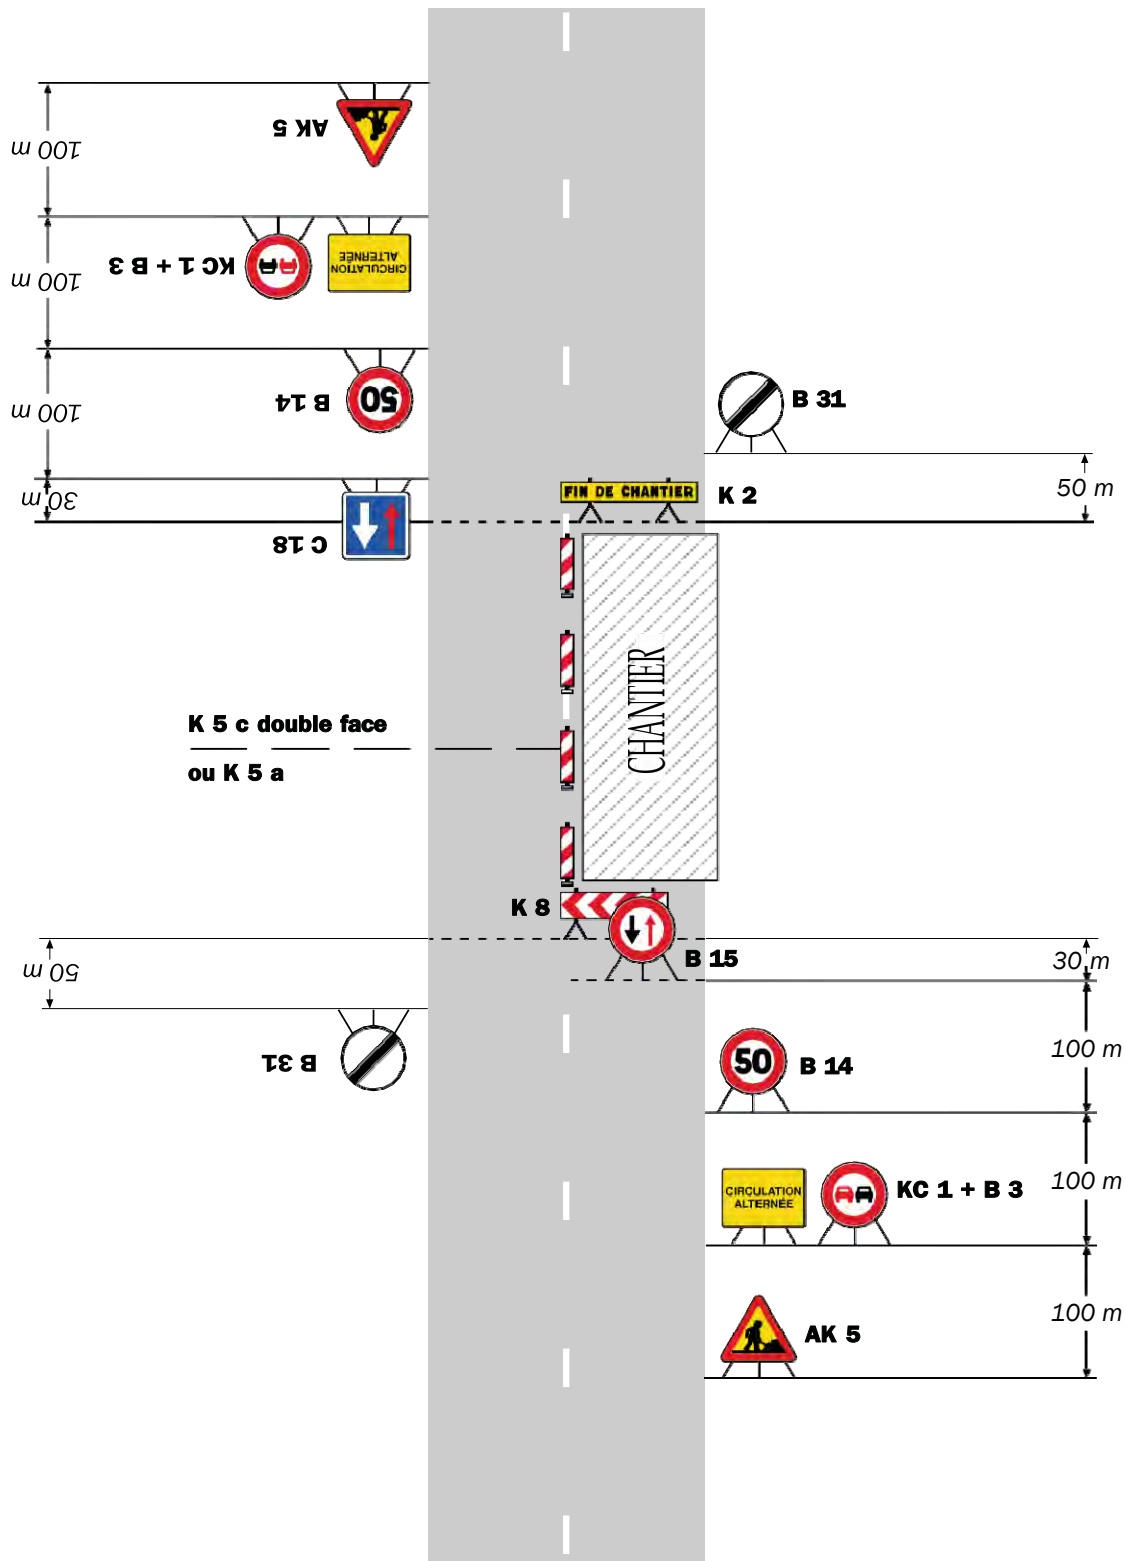 AK 5
100 m
KC 1 + B 3
CIRCULATION
ALTERNÉE
100 m
50
B 14
100 m
B 31
C 18
30 m
FIN DE CHANTIER
K 2
50 m
CHANTIER
K 5 c double face
ou K 5 a
K 8
B 15
50 m
30 m
B 31
50
B 14
100 m
CIRCULATION
ALTERNÉE
KC 1 + B 3
100 m
AK 5
100 m